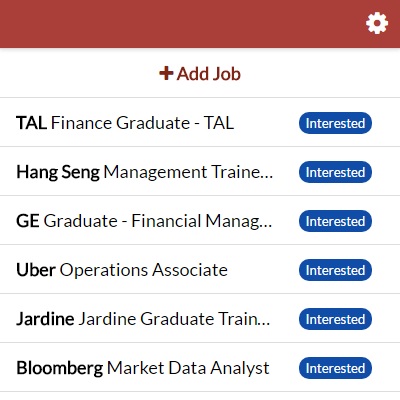 Add Job
TAL Finance Graduate - TAL Interested
Hang Seng Management Traine... Interested
GE Graduate - Financial Manag... Interested
Uber Operations Associate Interested
Jardine Jardine Graduate Train... Interested
Bloomberg Market Data Analyst Interested